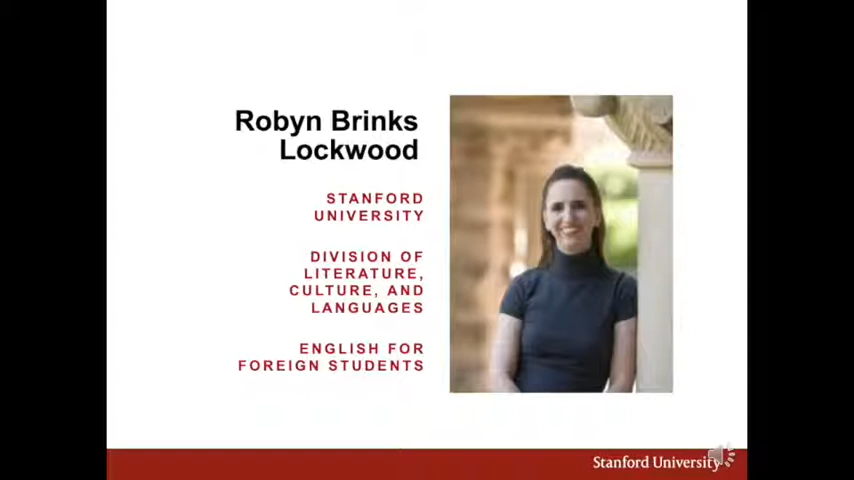 Robyn Brinks
Lockwood
STANFORD
UNIVERSITY
DIVISION OF
LITERATURE,
CULTURE, AND
LANGUAGES
ENGLISH FOR
FOREIGN STUDENTS
Stanford University